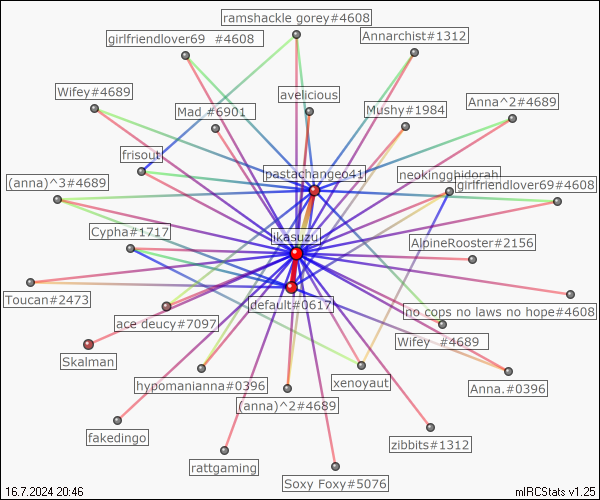 ramshackle gorey#4608
girlfriendlover69 #4608
Annarchist#1312
Wifey#4689
avelicious
Mad #6901
Mushy#1984
Anna^2#4689
frisout
pastachangeo41
neokingghidorah
(anna)^3#4689
girlfriendlover69#4608
Cypha#1717
ikasuzu
AlpineRooster#2156
Toucan#2473
default#0617
no cops no laws no hope#4608
ace deucy#7097
Wifey #4689
Skalman
hypomanianna#0396
xenoyaut
Anna.#0396
(anna)^2#4689
fakedingo
zibbits#1312
rattgaming
Soxy Foxy#5076
16.7.2024 20:46
mIRCStats v1.25